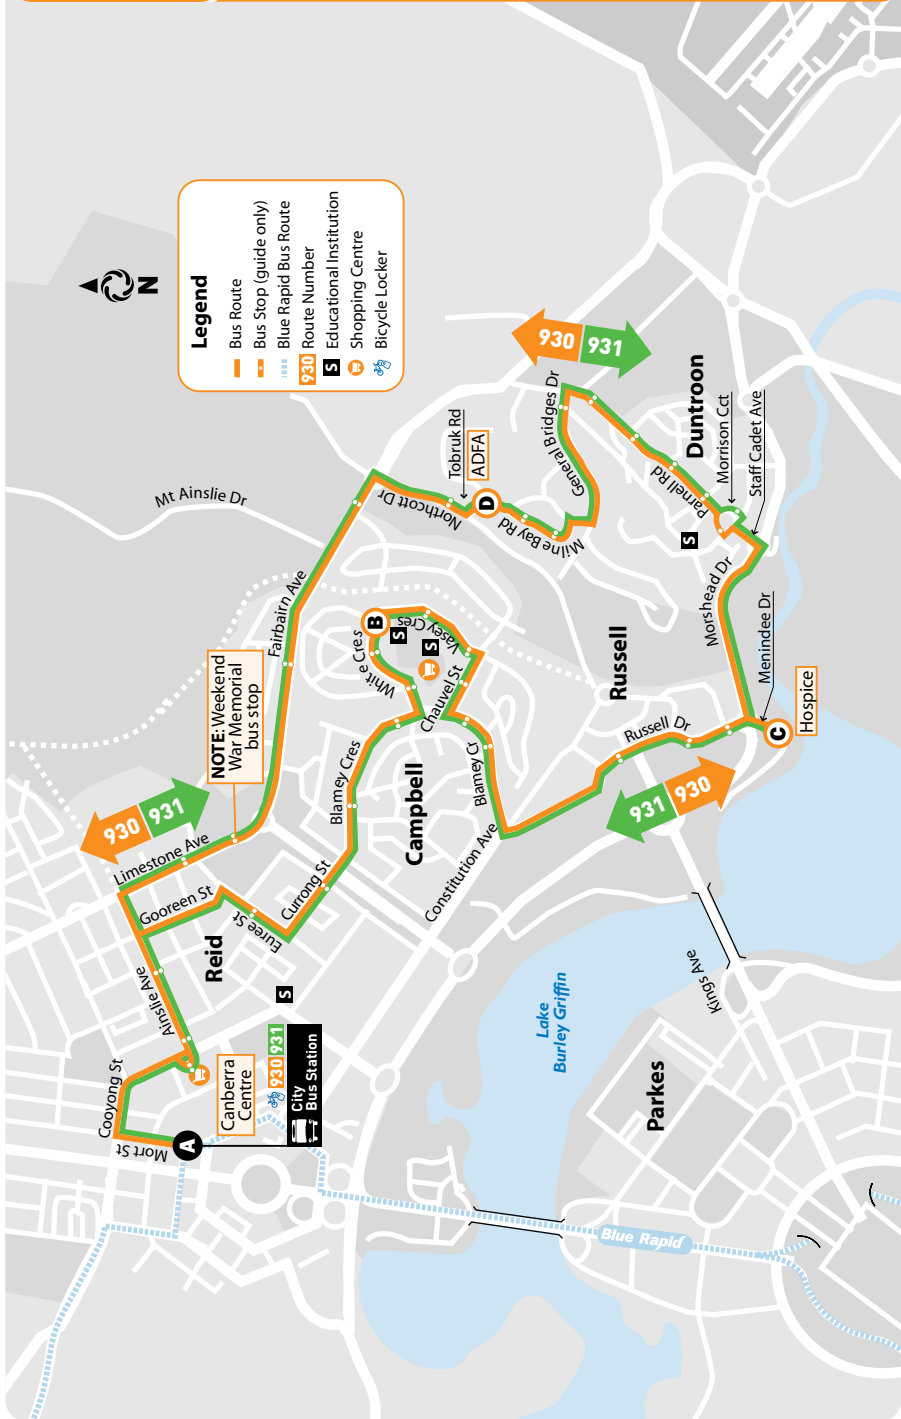 N
Legend
Bus Route
Bus Stop (guide only)
Blue Rapid Bus Route
930 Route Number
S Educational Institution
Shopping Centre
Bicycle Locker
Mt Ainslie Dr
Fairbairn Ave
NOTE: Weekend
War Memorial
bus stop
930
931
Limestone Ave
Gooreen St
Euree St
Currong St
Reid
Ainslie Ave
Cooyong St
Mort St
A
Canberra
Centre
930 931
City
Bus Station
S
Blamey Cres
White Cres
B
S
S
Vasey Cres
Chauvel St
Campbell
Blamey Cr
Constitution Ave
Northcott Dr
Tobruk Rd
ADFA
D
Milne Bay Rd
General Bridges Dr
930
931
Duntroon
Parnell Rd
Morrison Cct
Staff Cadet Ave
S
Morshead Dr
Menindee Dr
C
Hospice
Russell
Russell Dr
931
930
Kings Ave
Lake
Burley Griffin
Parkes
Blue Rapid